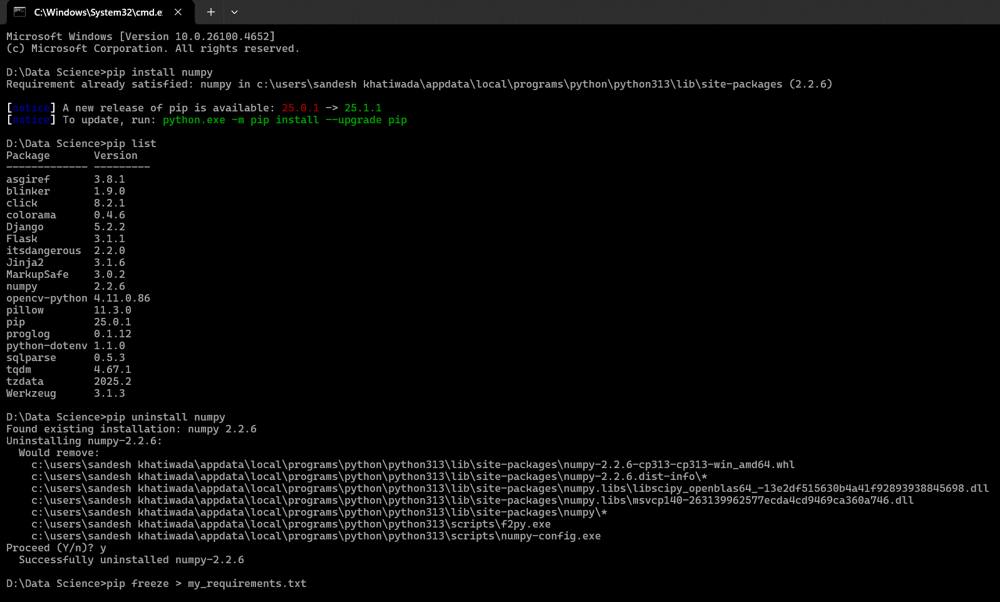 C:\Windows\System32\cmd.e
Microsoft Windows [Version 10.0.26100.4652]
(c) Microsoft Corporation. All rights reserved.
D:\Data Science>pip install numpy
Requirement already satisfied: numpy in c:\users\sandesh khatiwada\appdata\local\programs\python\python313\lib\site-packages (2.2.6)
[notice] A new release of pip is available: 25.0.1 -> 25.1.1
[notice] To update, run: python.exe -m pip install --upgrade pip
D:\Data Science>pip list
Package       Version
------------- ---------
asgiref       3.8.1
blinker       1.9.0
click         8.2.1
colorama      0.4.6
Django        5.2.2
Flask         3.1.1
itsdangerous  2.2.0
Jinja2        3.1.6
MarkupSafe    3.0.2
numpy         2.2.6
opencv-python 4.11.0.86
pillow        11.3.0
pip           25.0.1
proglog       0.1.12
python-dotenv 1.1.0
sqlparse      0.5.3
tqdm          4.67.1
tzdata        2025.2
Werkzeug      3.1.3
D:\Data Science>pip uninstall numpy
Found existing installation: numpy 2.2.6
Uninstalling numpy-2.2.6:
  Would remove:
    c:\users\sandesh khatiwada\appdata\local\programs\python\python313\lib\site-packages\numpy-2.2.6-cp313-cp313-win_amd64.whl
    c:\users\sandesh khatiwada\appdata\local\programs\python\python313\lib\site-packages\numpy-2.2.6.dist-info\*
    c:\users\sandesh khatiwada\appdata\local\programs\python\python313\lib\site-packages\numpy.libs\libscipy_openblas64_-13e2df515630b4a41f92893938845698.dll
    c:\users\sandesh khatiwada\appdata\local\programs\python\python313\lib\site-packages\numpy.libs\msvcp140-263139962577ecda4cd9469ca360a746.dll
    c:\users\sandesh khatiwada\appdata\local\programs\python\python313\lib\site-packages\numpy\*
    c:\users\sandesh khatiwada\appdata\local\programs\python\python313\scripts\f2py.exe
    c:\users\sandesh khatiwada\appdata\local\programs\python\python313\scripts\numpy-config.exe
Proceed (Y/n)? y
  Successfully uninstalled numpy-2.2.6
D:\Data Science>pip freeze > my_requirements.txt